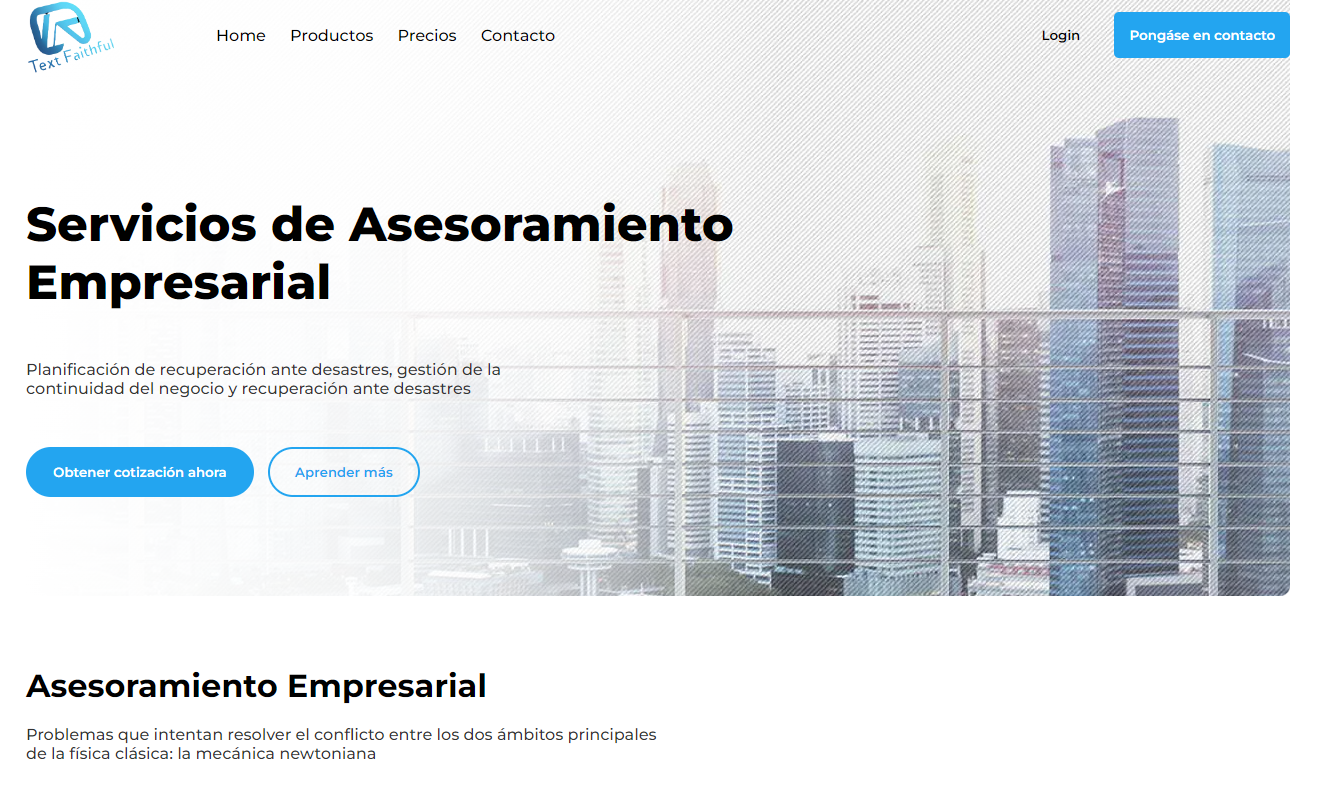 Text Faithful
Home
Productos
Precios
Contacto
Login
Pongáse en contacto
Servicios de Asesoramiento
Empresarial
Planificación de recuperación ante desastres, gestión de la
continuidad del negocio y recuperación ante desastres
Obtener cotización ahora
Aprender más
Asesoramiento Empresarial
Problemas que intentan resolver el conflicto entre los dos ámbitos principales
de la física clásica: la mecánica newtoniana